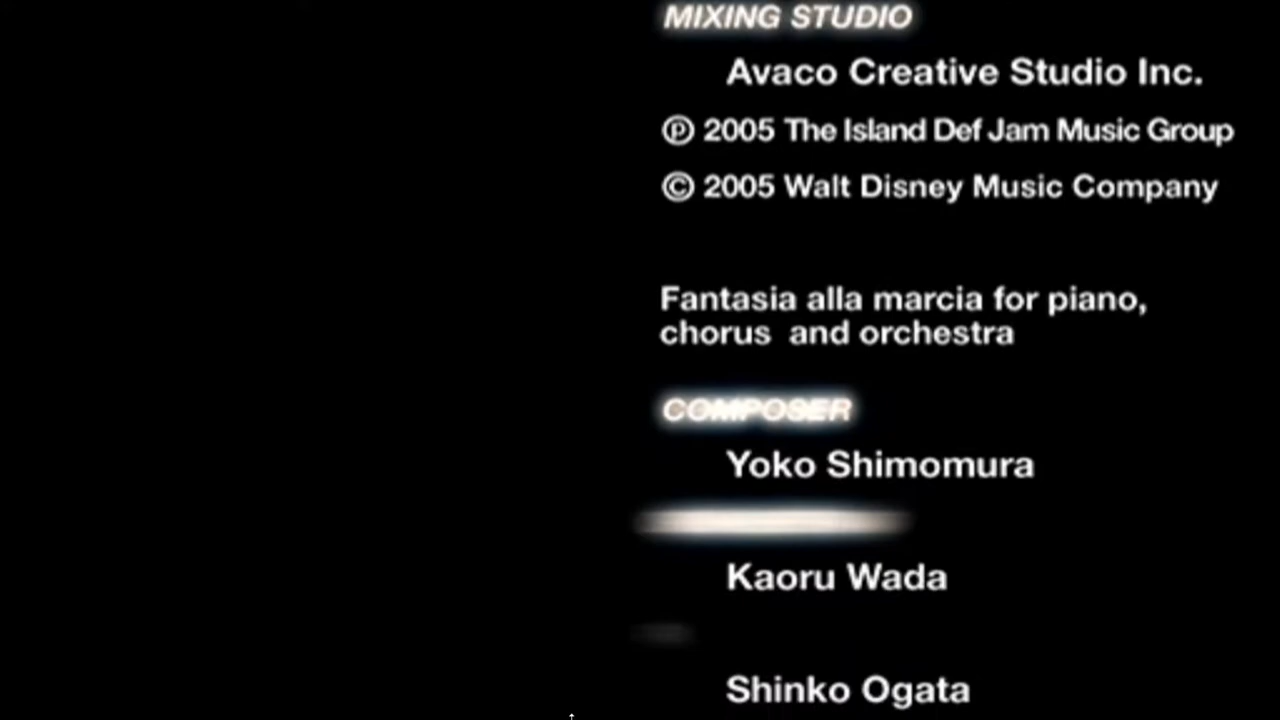 MIXING STUDIO
Avaco Creative Studio Inc.
℗ 2005 The Island Def Jam Music Group
© 2005 Walt Disney Music Company
Fantasia alla marcia for piano,
chorus and orchestra
COMPOSER
Yoko Shimomura
Kaoru Wada
Shinko Ogata